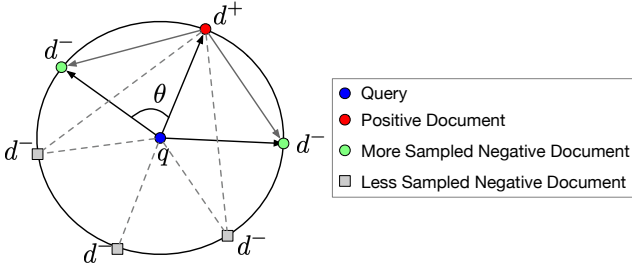 d⁺
d⁻
θ
q
d⁻
d⁻
d⁻
d⁻
Query
Positive Document
More Sampled Negative Document
Less Sampled Negative Document